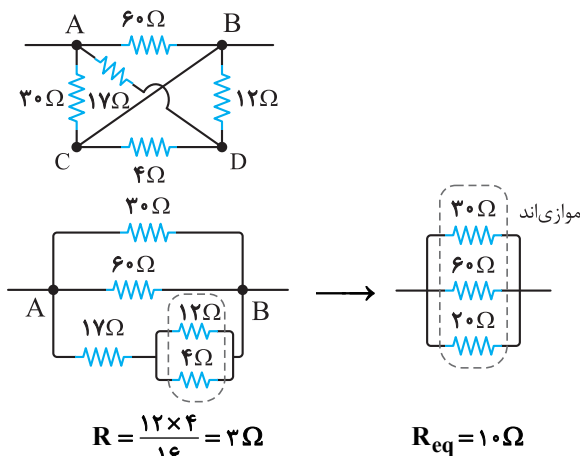 A ۶۰Ω B
۳۰Ω ۱۷Ω ۱۲Ω
C ۴Ω D
۳۰Ω
۶۰Ω
A B
۱۷Ω ۱۲Ω
۴Ω
R = ۱۲ × ۴ / ۱۶ = ۳Ω
موازی‌اند
۳۰Ω
۶۰Ω
۲۰Ω
Req = ۱۰Ω